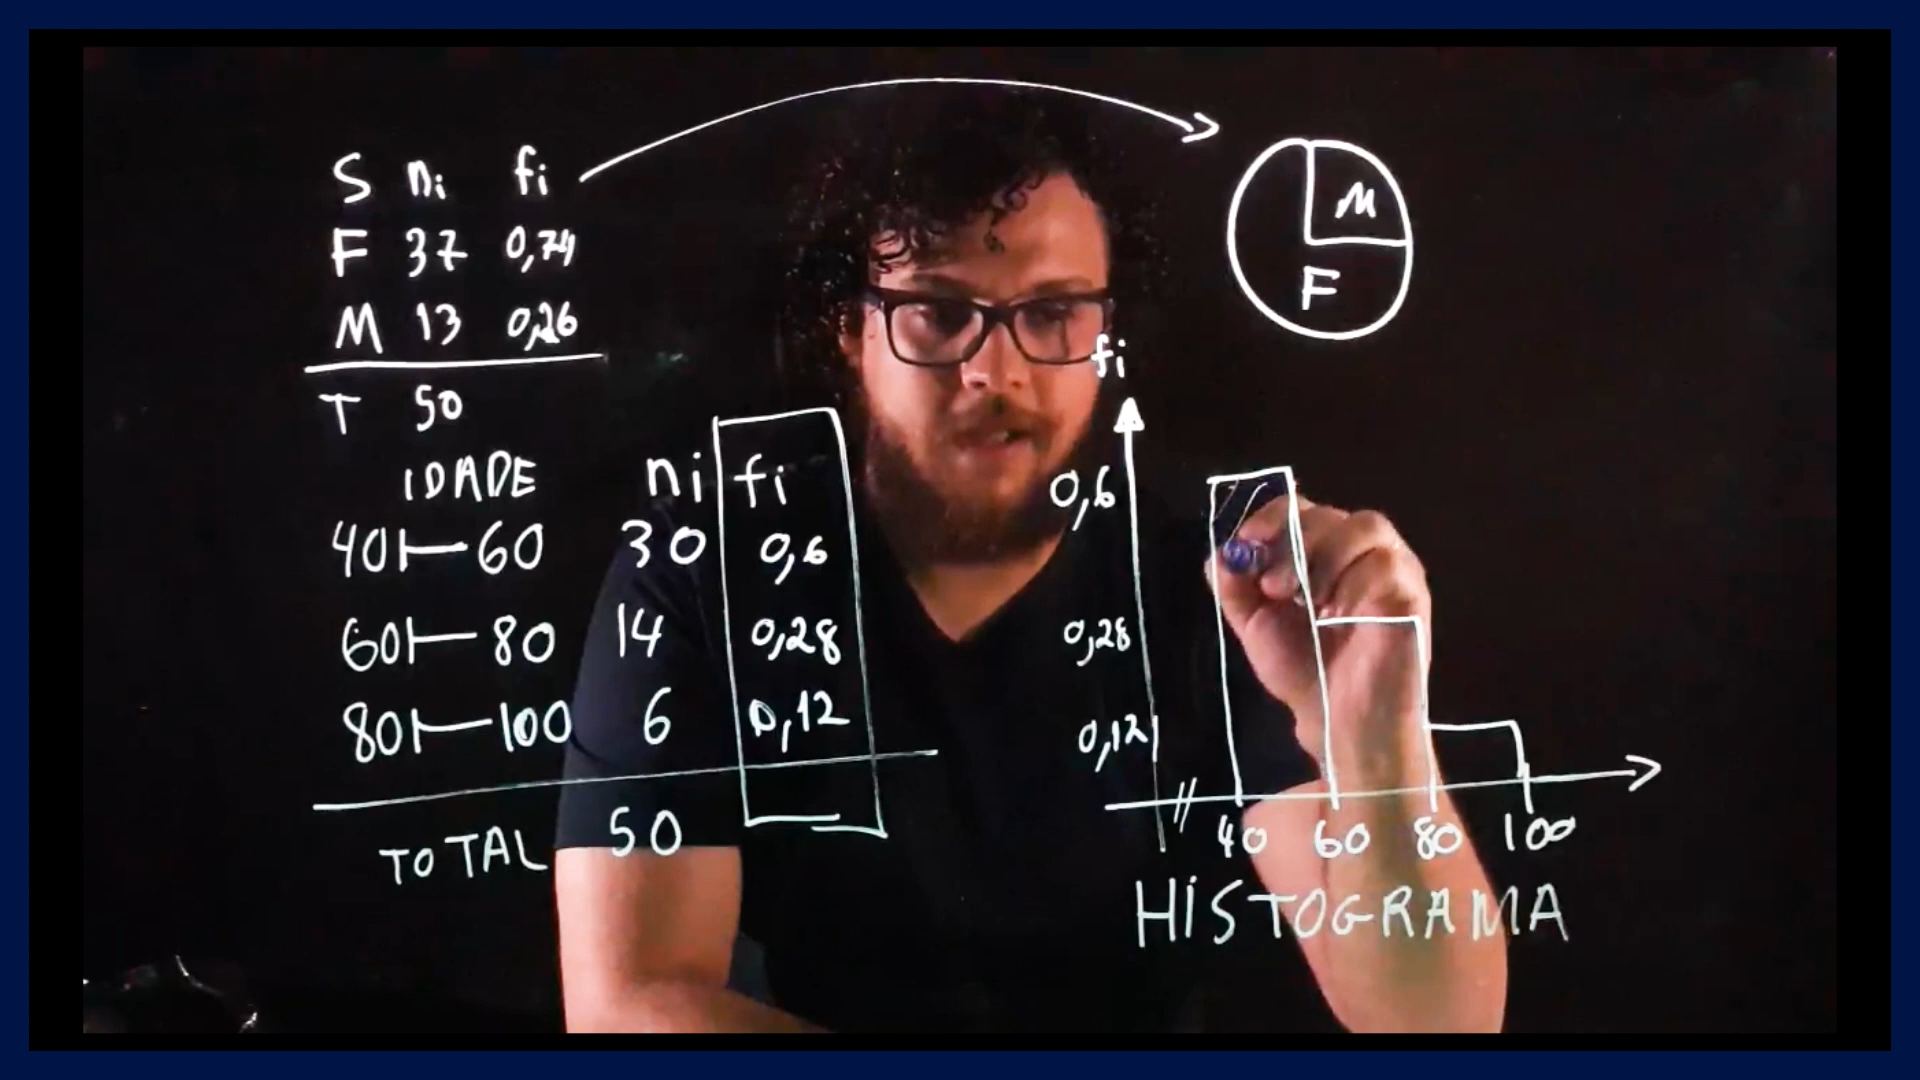 S ni fi
F 37 0,74
M 13 0,26
T 50
IDADE ni fi
40⊢60 30 0,6
60⊢80 14 0,28
80⊢100 6 0,12
TOTAL 50
M
F
fi
0,6
0,28
0,12
40 60 80 100
HiSTOGRAMA